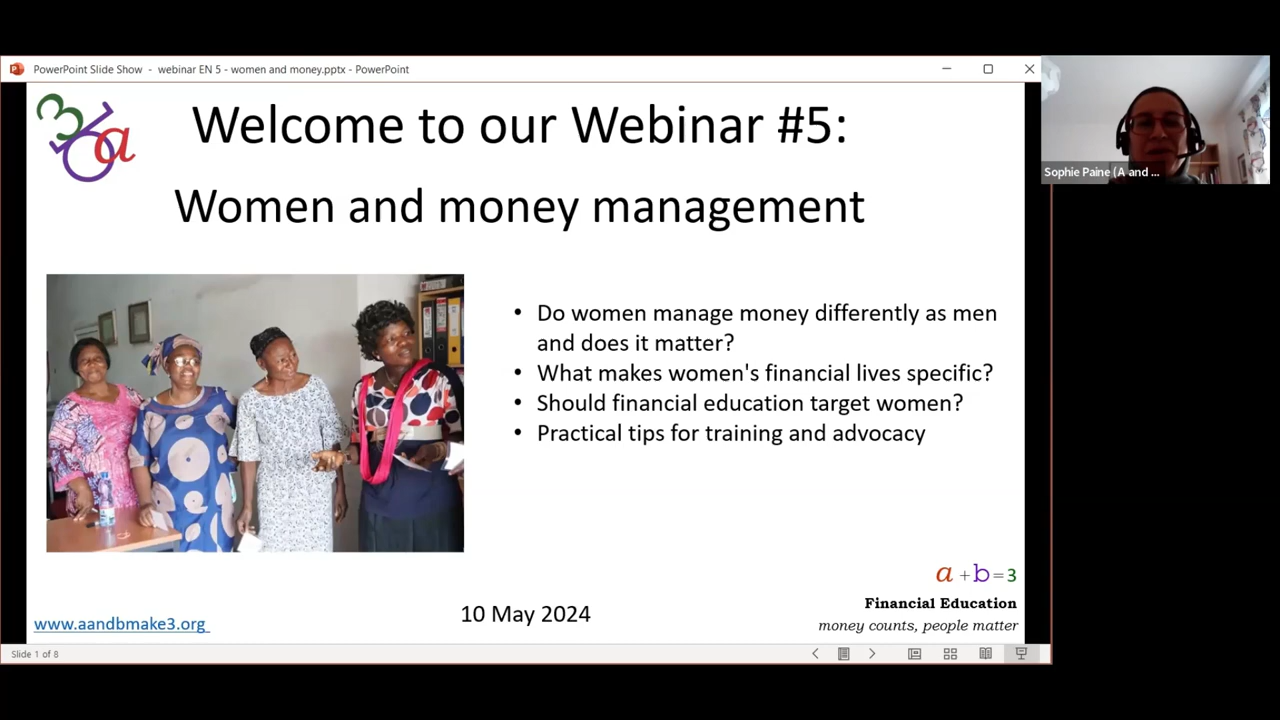 PowerPoint Slide Show - webinar EN 5 - women and money.pptx - PowerPoint
Sophie Paine (A and ...
Welcome to our Webinar #5:
Women and money management
• Do women manage money differently as men
and does it matter?
• What makes women's financial lives specific?
• Should financial education target women?
• Practical tips for training and advocacy
a + b = 3
Financial Education
money counts, people matter
10 May 2024
www.aandbmake3.org
Slide 1 of 8